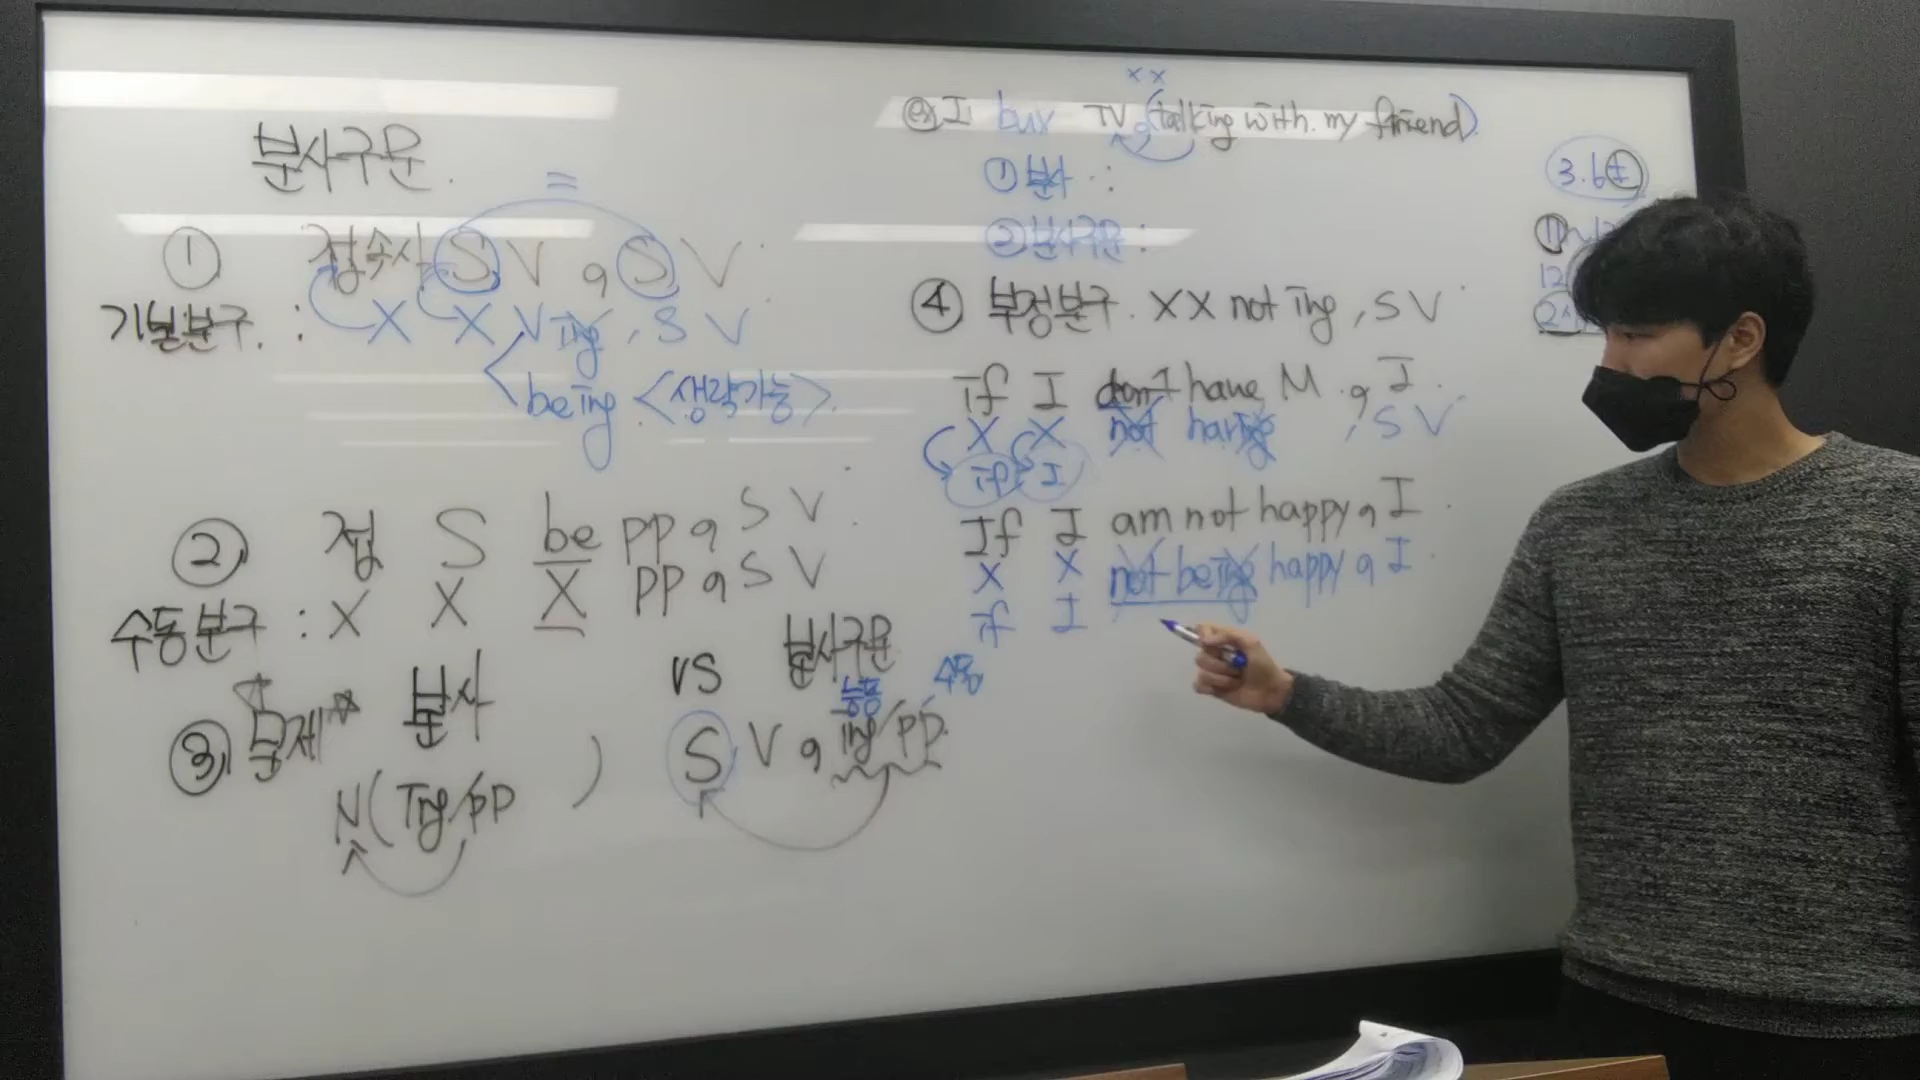 분사구문.
① 접속사 S V , S V .
=
기본분구. : X X Ving , S V
being <생략가능>.
② 접 S be pp , S V .
수동분구 : X X X pp , S V
③ 문제 분사 vs 분사구문
능동 수동
N ( Ting/pp ) S V , ing/pp.
x x
ex I buy TV , (talking with my friend).
① 분사 :
② 분사구문 :
④ 부정분구. X X not ing , S V .
if I don't have M , I .
X X not having , S V
if I
If I am not happy , I .
X X not being happy , I .
if I
3.6 토
12